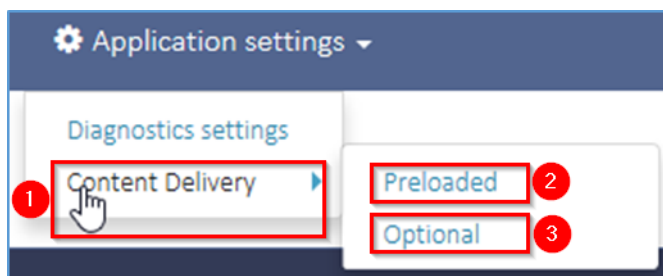 Application settings
Diagnostics settings
1 Content Delivery
Preloaded 2
Optional 3